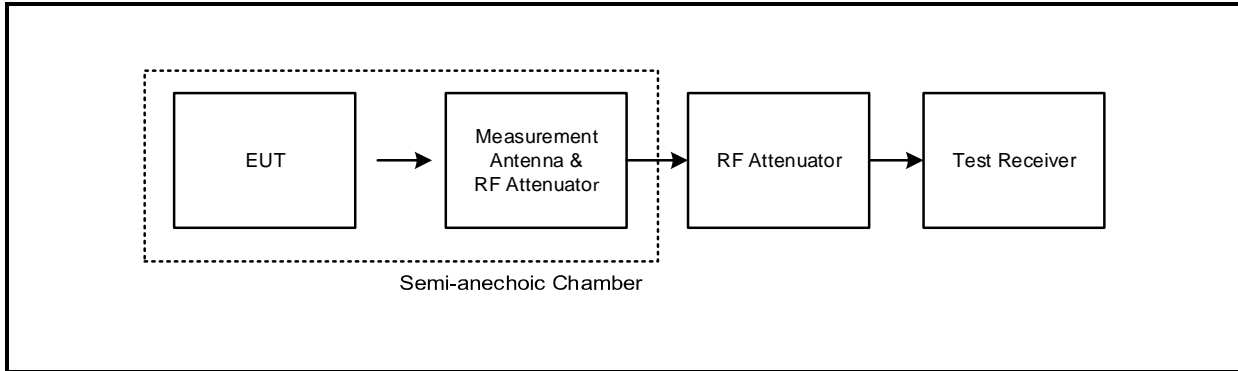 EUT
Measurement
Antenna &
RF Attenuator
RF Attenuator
Test Receiver
Semi-anechoic Chamber